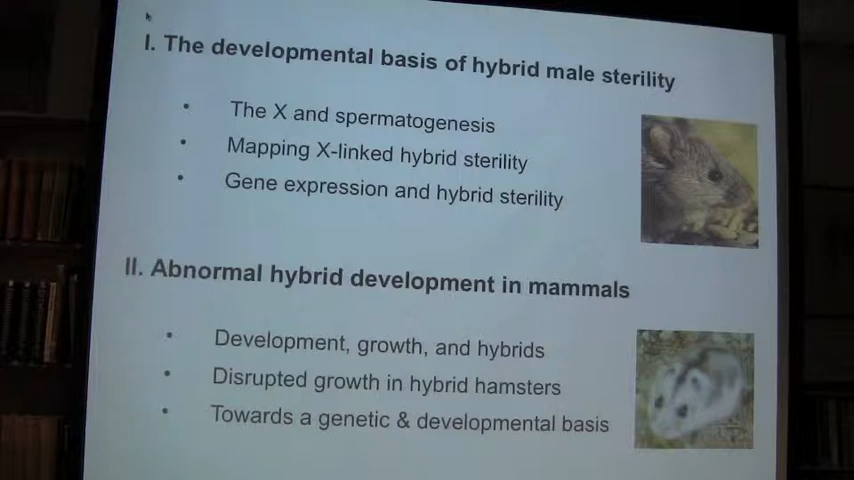 I. The developmental basis of hybrid male sterility
• The X and spermatogenesis
• Mapping X-linked hybrid sterility
• Gene expression and hybrid sterility
II. Abnormal hybrid development in mammals
• Development, growth, and hybrids
• Disrupted growth in hybrid hamsters
• Towards a genetic & developmental basis